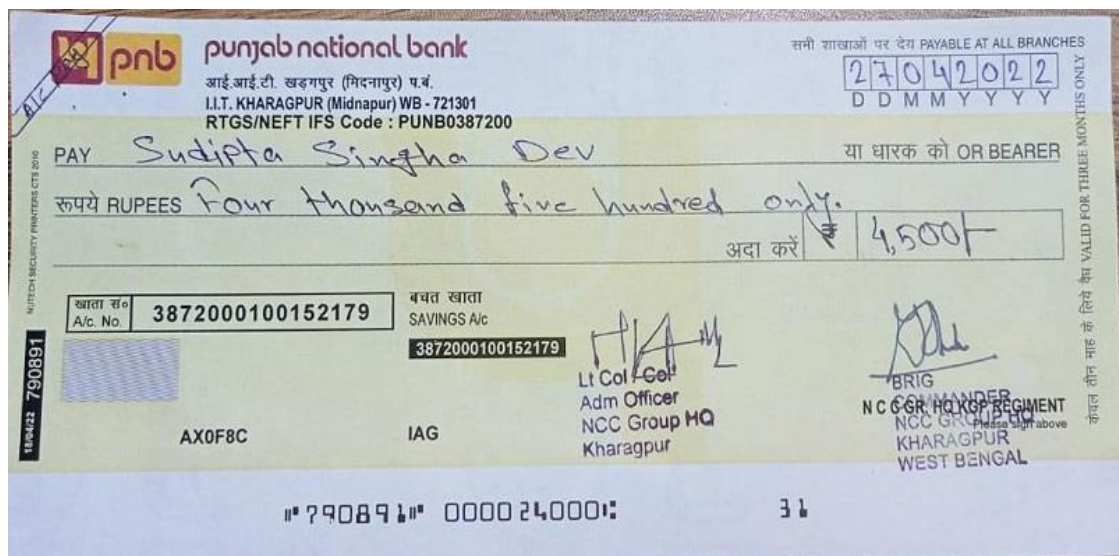 A/C PAY
pnb punjab national bank
सभी शाखाओं पर देय PAYABLE AT ALL BRANCHES
आई.आई.टी. खड़गपुर (मिदनापुर) प.बं.
27042022
I.I.T. KHARAGPUR (Midnapur) WB - 721301
D D M M Y Y Y Y
RTGS/NEFT IFS Code : PUNB0387200
PAY Sudipta Singha Dev या धारक को OR BEARER
रूपये RUPEES Four thousand five hundred only.
अदा करें ₹ 4,500/-
खाता सं० A/c. No. 3872000100152179
बचत खाता
SAVINGS A/c
3872000100152179
Lt Col / Col
Adm Officer
NCC Group HQ
Kharagpur
BRIG
COMMANDER
N C C GR. HQ KGP REGIMENT
NCC GROUP HQ
Please sign above
KHARAGPUR
WEST BENGAL
AX0F8C IAG
NUTECH SECURITY PRINTERS CTS 2010
18/04/22 790891
केवल तीन माह के लिये वैध VALID FOR THREE MONTHS ONLY
⑈790891⑈ 000024000⑆ 31